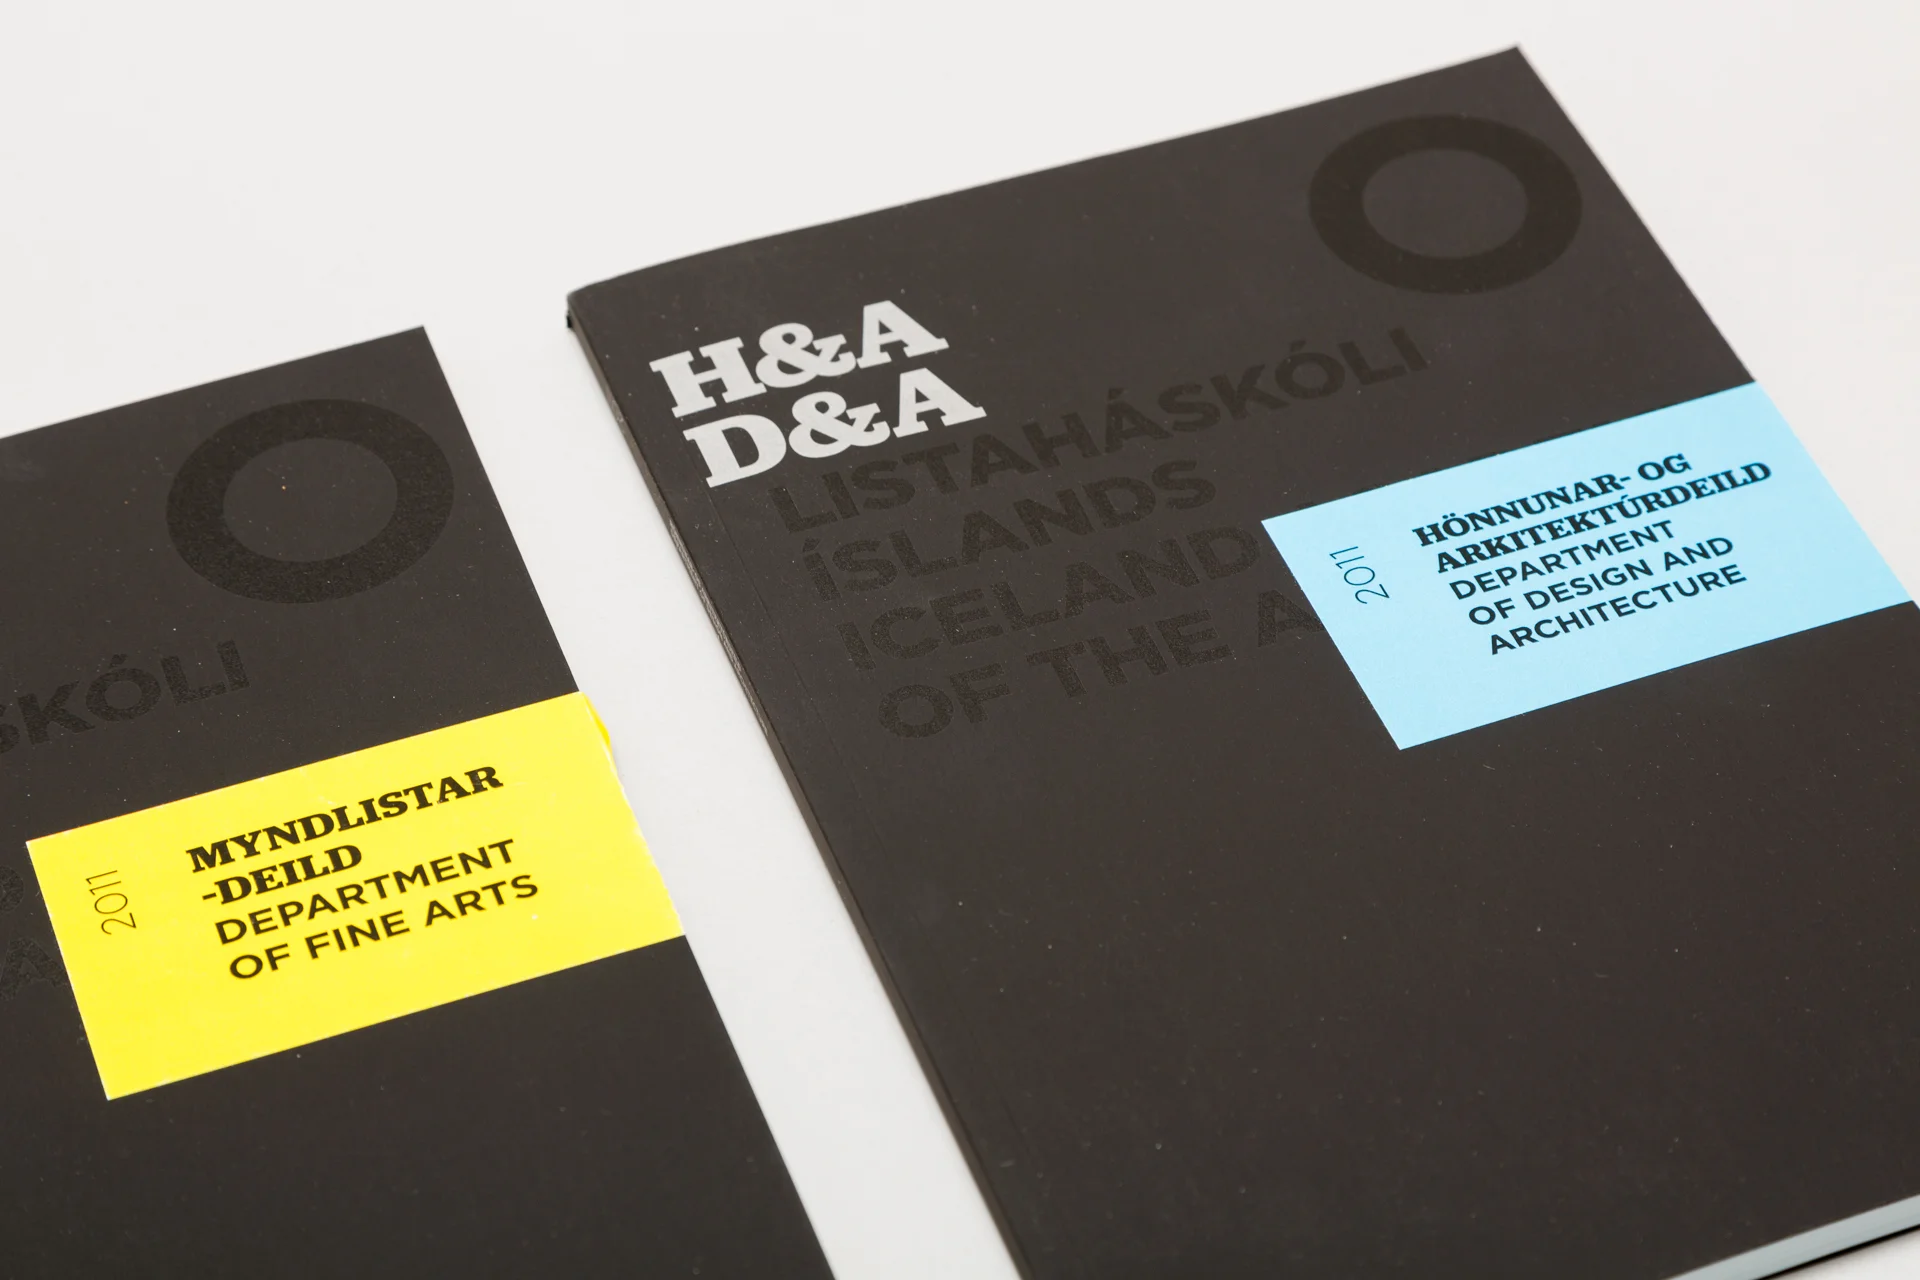 SKÓLI
2011
MYNDLISTAR
-DEILD
DEPARTMENT
OF FINE ARTS
H&A
D&A
LISTAHÁSKÓLI
ÍSLANDS
ICELAND
OF THE A
2011
HÖNNUNAR- OG
ARKITEKTÚRDEILD
DEPARTMENT
OF DESIGN AND
ARCHITECTURE